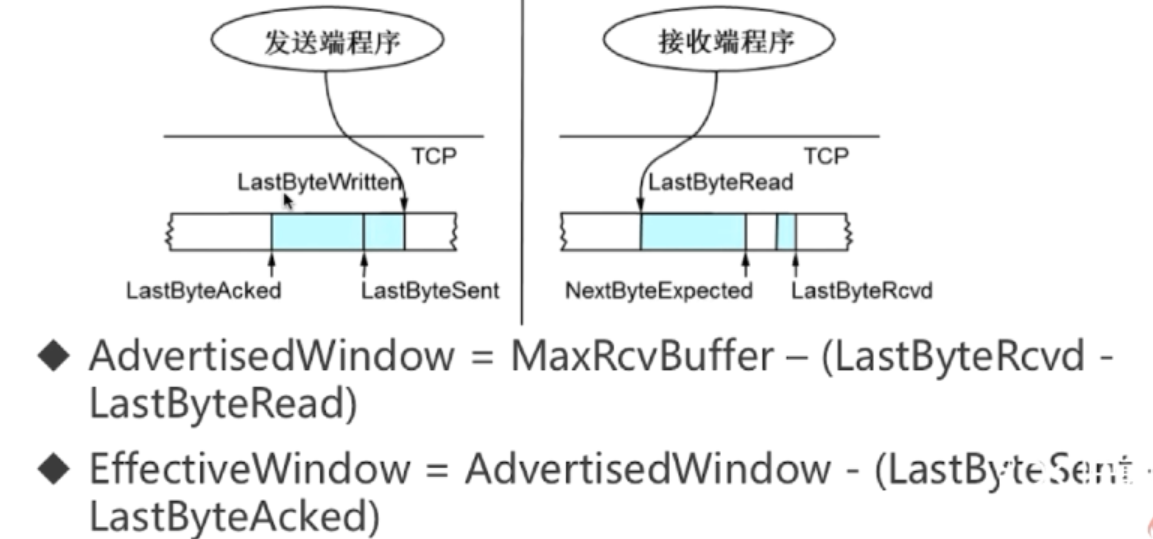 发送端程序
接收端程序
TCP
TCP
LastByteWritten
LastByteRead
LastByteAcked
LastByteSent
NextByteExpected
LastByteRcvd
◆ AdvertisedWindow = MaxRcvBuffer – (LastByteRcvd -
LastByteRead)
◆ EffectiveWindow = AdvertisedWindow - (LastByteSent -
LastByteAcked)